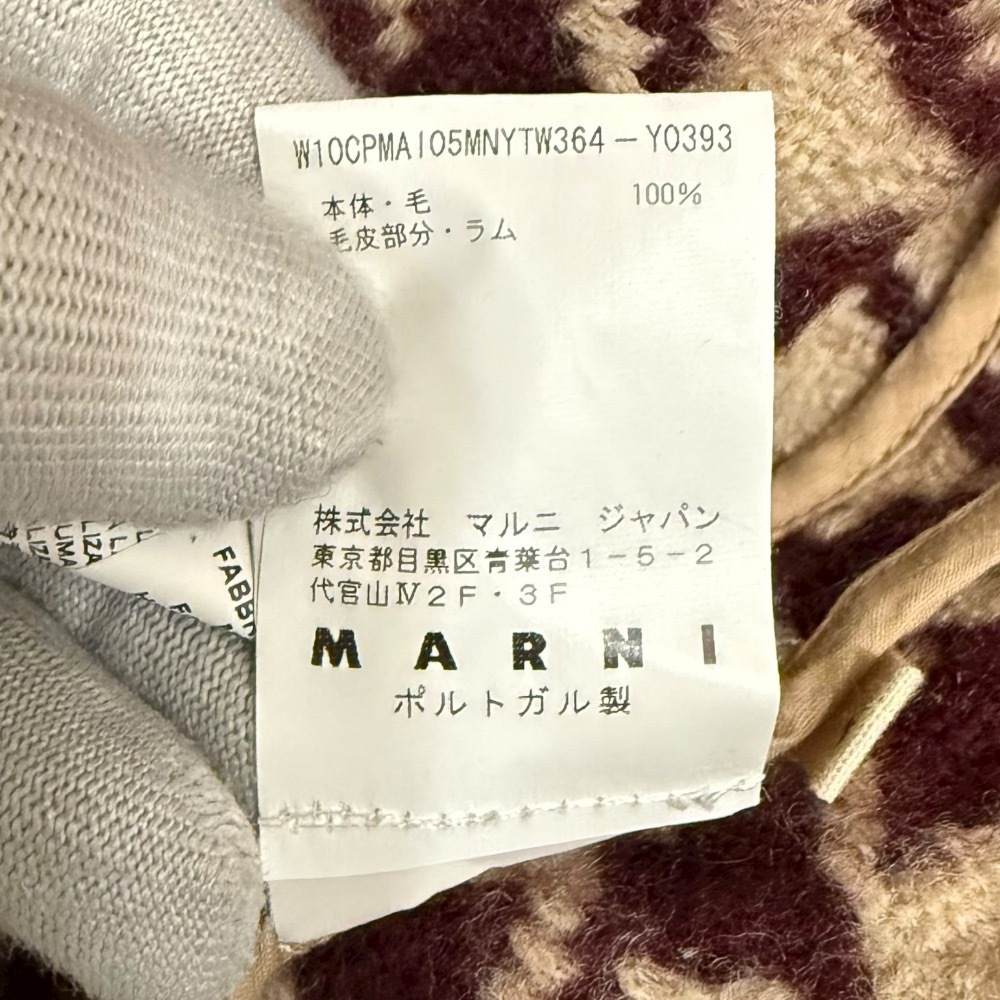 W10CPMAI05MNYTW364-Y0393
本体・毛 100%
毛皮部分・ラム
株式会社 マルニ ジャパン
東京都目黒区青葉台1-5-2
代官山Ⅳ2F・3F
MARNI
ポルトガル製